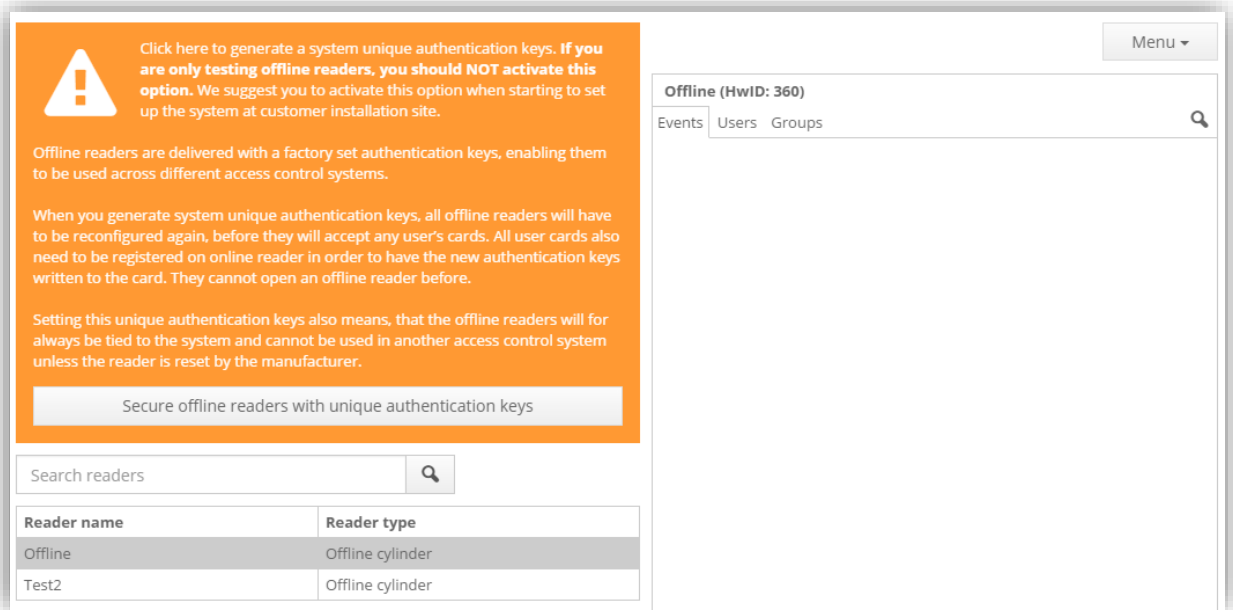 Click here to generate a system unique authentication keys. If you
are only testing offline readers, you should NOT activate this
option. We suggest you to activate this option when starting to set
up the system at customer installation site.
Offline readers are delivered with a factory set authentication keys, enabling them
to be used across different access control systems.
When you generate system unique authentication keys, all offline readers will have
to be reconfigured again, before they will accept any user's cards. All user cards also
need to be registered on online reader in order to have the new authentication keys
written to the card. They cannot open an offline reader before.
Setting this unique authentication keys also means, that the offline readers will for
always be tied to the system and cannot be used in another access control system
unless the reader is reset by the manufacturer.
Secure offline readers with unique authentication keys
Search readers
Reader name Reader type
Offline Offline cylinder
Test2 Offline cylinder
Menu
Offline (HwID: 360)
Events Users Groups